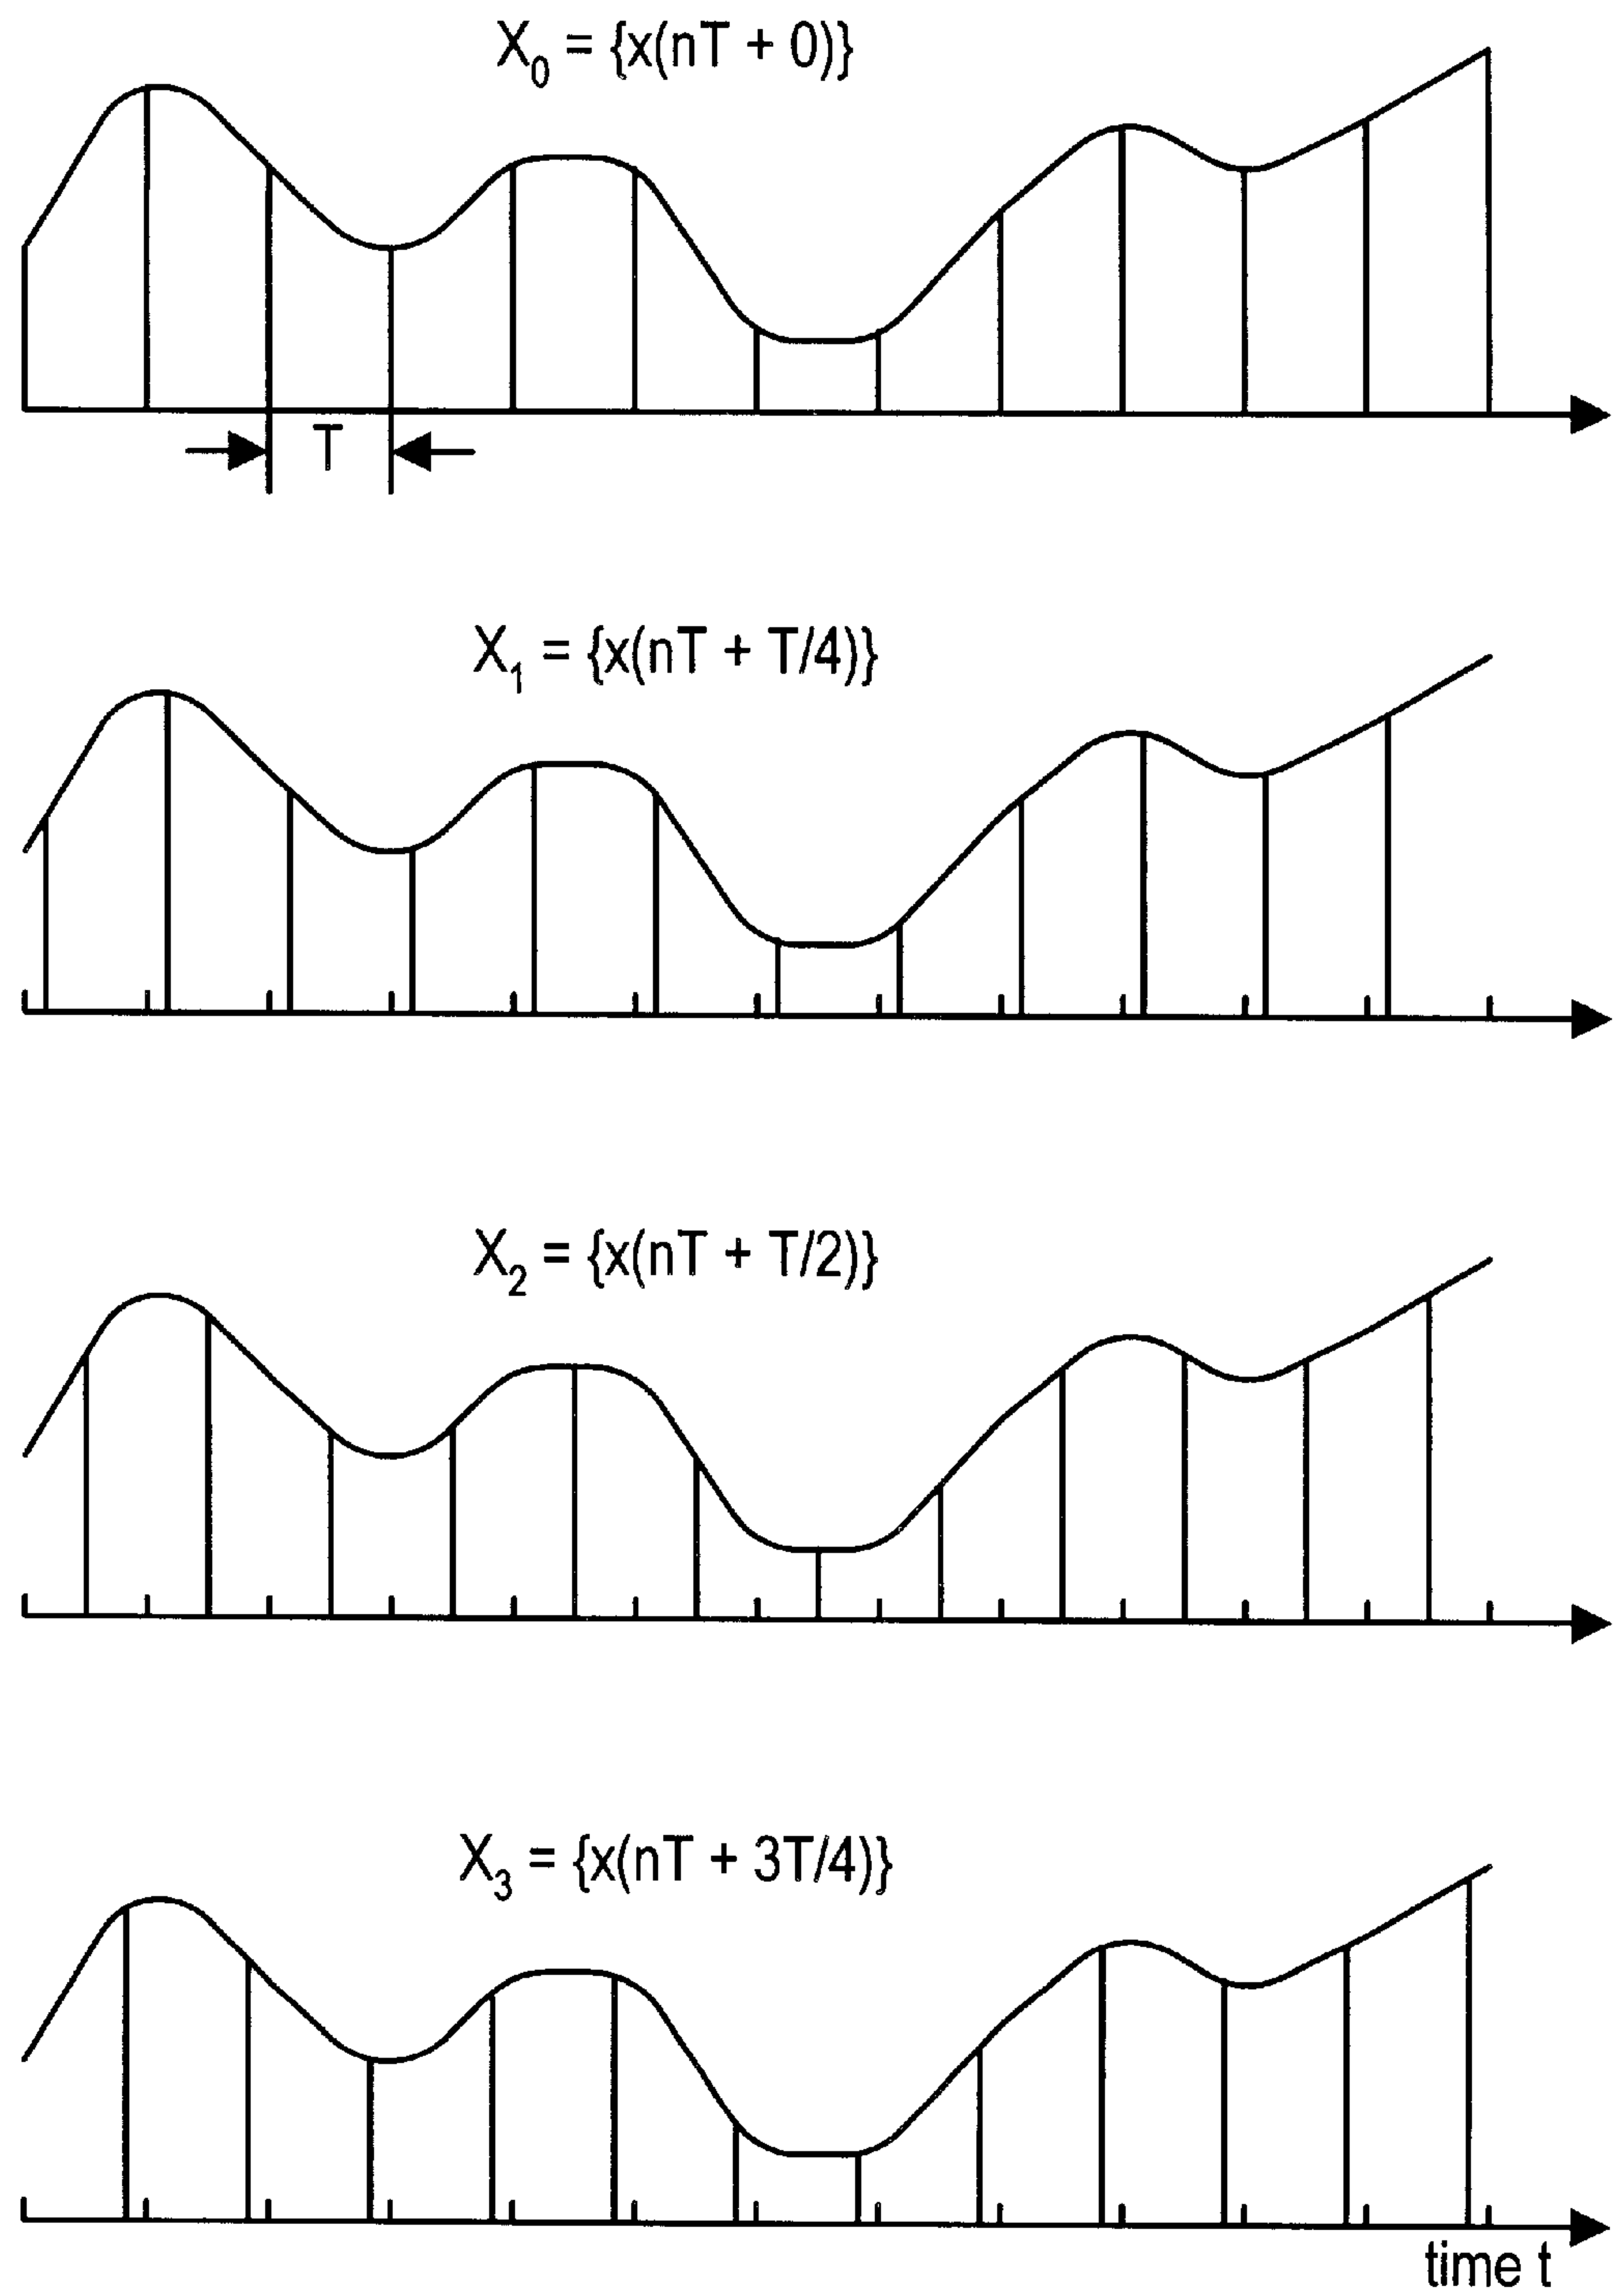 X₀ = {x(nT + 0)}
T
X₁ = {x(nT + T/4)}
X₂ = {x(nT + T/2)}
X₃ = {x(nT + 3T/4)}
time t